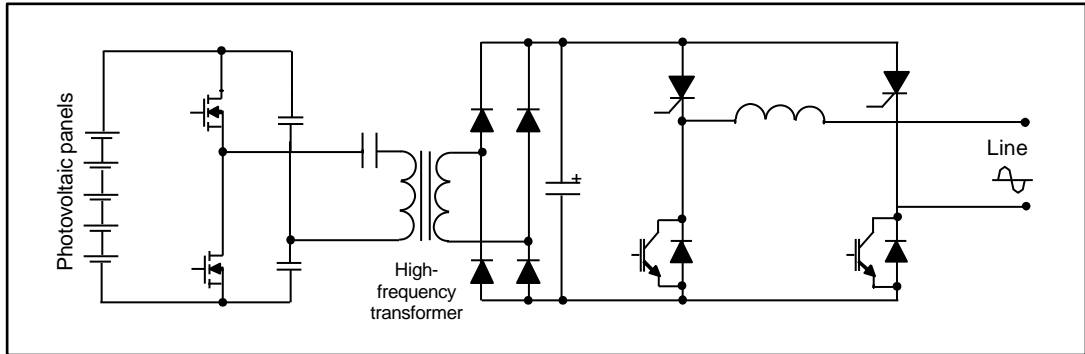 Photovoltaic panels
High-
frequency
transformer
+
Line